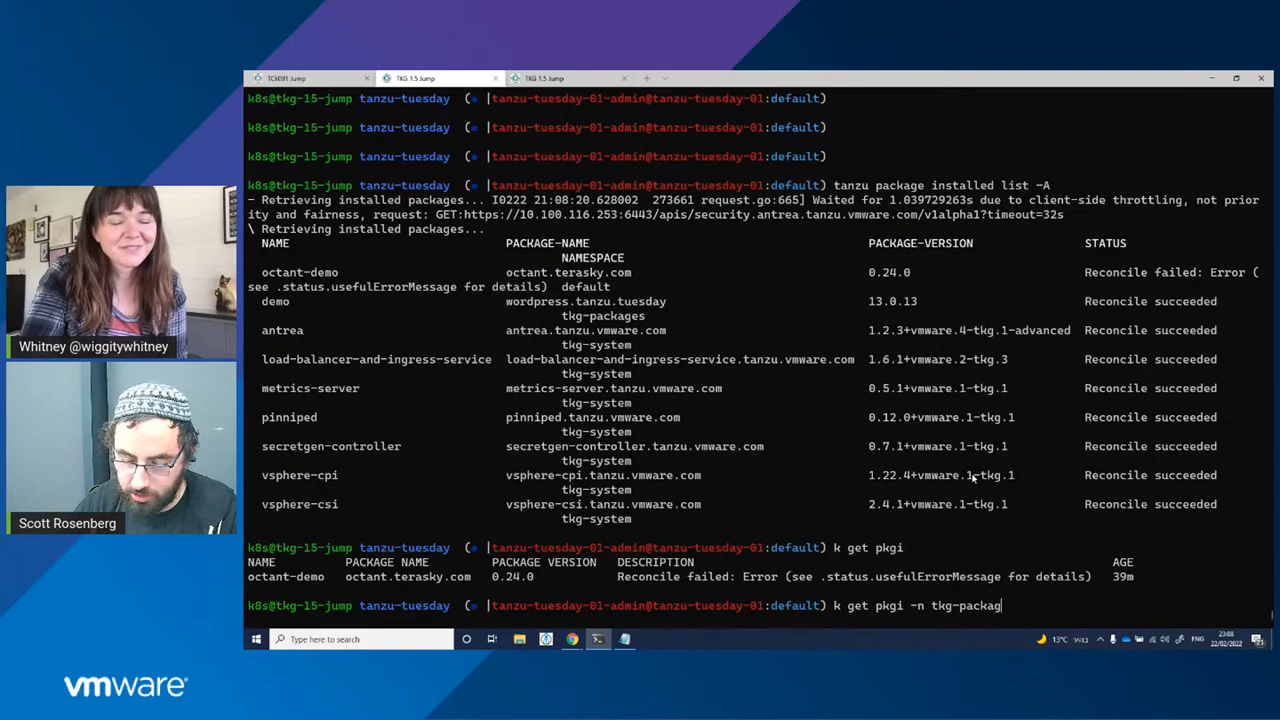 TCE091 Jump
TKG 1.5 Jump
TKG 1.5 Jump
k8s@tkg-15-jump tanzu-tuesday (● |tanzu-tuesday-01-admin@tanzu-tuesday-01:default)
k8s@tkg-15-jump tanzu-tuesday (● |tanzu-tuesday-01-admin@tanzu-tuesday-01:default)
k8s@tkg-15-jump tanzu-tuesday (● |tanzu-tuesday-01-admin@tanzu-tuesday-01:default)
k8s@tkg-15-jump tanzu-tuesday (● |tanzu-tuesday-01-admin@tanzu-tuesday-01:default) tanzu package installed list -A
- Retrieving installed packages... I0222 21:08:20.628002 273661 request.go:665] Waited for 1.039729263s due to client-side throttling, not prior
ity and fairness, request: GET:https://10.100.116.253:6443/apis/security.antrea.tanzu.vmware.com/v1alpha1?timeout=32s
\ Retrieving installed packages...
NAME PACKAGE-NAME PACKAGE-VERSION STATUS
NAMESPACE
octant-demo octant.terasky.com 0.24.0 Reconcile failed: Error (
see .status.usefulErrorMessage for details) default
demo wordpress.tanzu.tuesday 13.0.13 Reconcile succeeded
tkg-packages
antrea antrea.tanzu.vmware.com 1.2.3+vmware.4-tkg.1-advanced Reconcile succeeded
tkg-system
load-balancer-and-ingress-service load-balancer-and-ingress-service.tanzu.vmware.com 1.6.1+vmware.2-tkg.3 Reconcile succeeded
tkg-system
metrics-server metrics-server.tanzu.vmware.com 0.5.1+vmware.1-tkg.1 Reconcile succeeded
tkg-system
pinniped pinniped.tanzu.vmware.com 0.12.0+vmware.1-tkg.1 Reconcile succeeded
tkg-system
secretgen-controller secretgen-controller.tanzu.vmware.com 0.7.1+vmware.1-tkg.1 Reconcile succeeded
tkg-system
vsphere-cpi vsphere-cpi.tanzu.vmware.com 1.22.4+vmware.1-tkg.1 Reconcile succeeded
tkg-system
vsphere-csi vsphere-csi.tanzu.vmware.com 2.4.1+vmware.1-tkg.1 Reconcile succeeded
tkg-system
k8s@tkg-15-jump tanzu-tuesday (● |tanzu-tuesday-01-admin@tanzu-tuesday-01:default) k get pkgi
NAME PACKAGE NAME PACKAGE VERSION DESCRIPTION AGE
octant-demo octant.terasky.com 0.24.0 Reconcile failed: Error (see .status.usefulErrorMessage for details) 39m
k8s@tkg-15-jump tanzu-tuesday (● |tanzu-tuesday-01-admin@tanzu-tuesday-01:default) k get pkgi -n tkg-packag
Whitney @wiggitywhitney
Scott Rosenberg
Type here to search
13°C בהיר
ENG
23:08
22/02/2022
vmware®